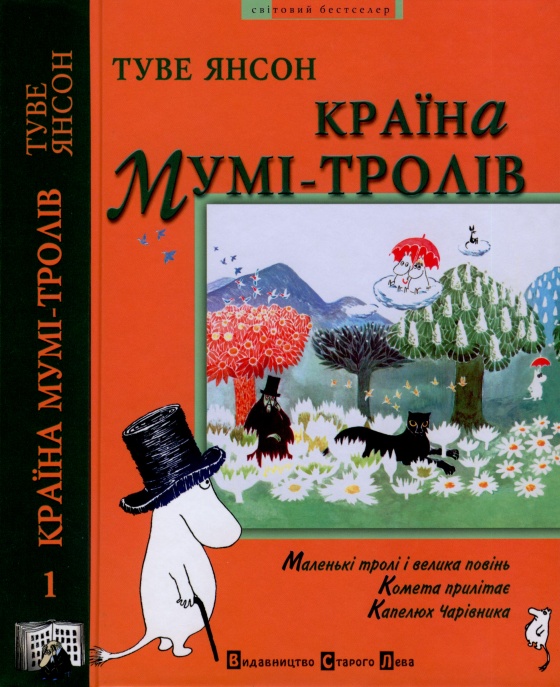 світовий бестселер
ТУВЕ ЯНСОН
КРАЇНа
МУМІ-ТРОЛІВ
Маленькі тролі і велика повінь
Комета прилітає
Капелюх Чарівника
Видавництво Старого Лева
ТУВЕ
ЯНСОН
КРАЇНА МУМІ-ТРОЛІВ
1